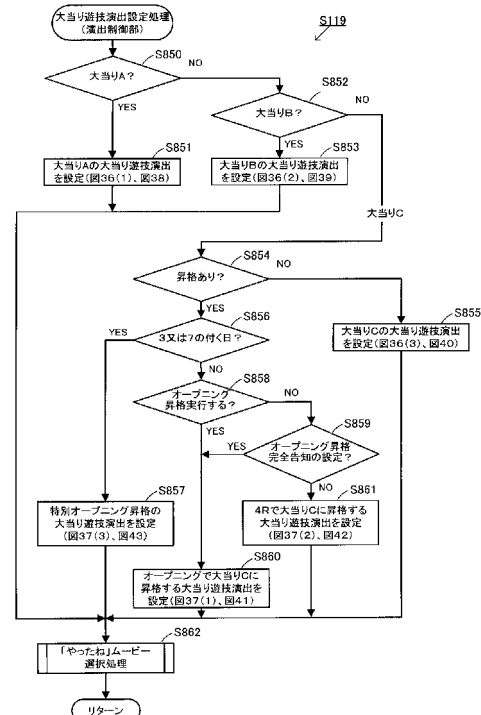 大当り遊技演出設定処理
(演出制御部)
S119
S850
大当りA?
NO
YES
S852
大当りB?
NO
YES
S851
大当りAの大当り遊技演出
を設定(図36(1)、図38)
S853
大当りBの大当り遊技演出
を設定(図36(2)、図39)
大当りC
S854
昇格あり?
NO
YES
S855
大当りCの大当り遊技演出
を設定(図36(3)、図40)
S856
3又は7の付く日?
YES
NO
S858
オープニング
昇格実行する?
NO
YES
S859
オープニング昇格
完全告知の設定?
YES
NO
S857
特別オープニング昇格の
大当り遊技演出を設定
(図37(3)、図43)
S861
4Rで大当りCに昇格する
大当り遊技演出を設定
(図37(2)、図42)
S860
オープニングで大当りCに
昇格する大当り遊技演出を
設定(図37(1)、図41)
S862
「やったね」ムービー
選択処理
リターン